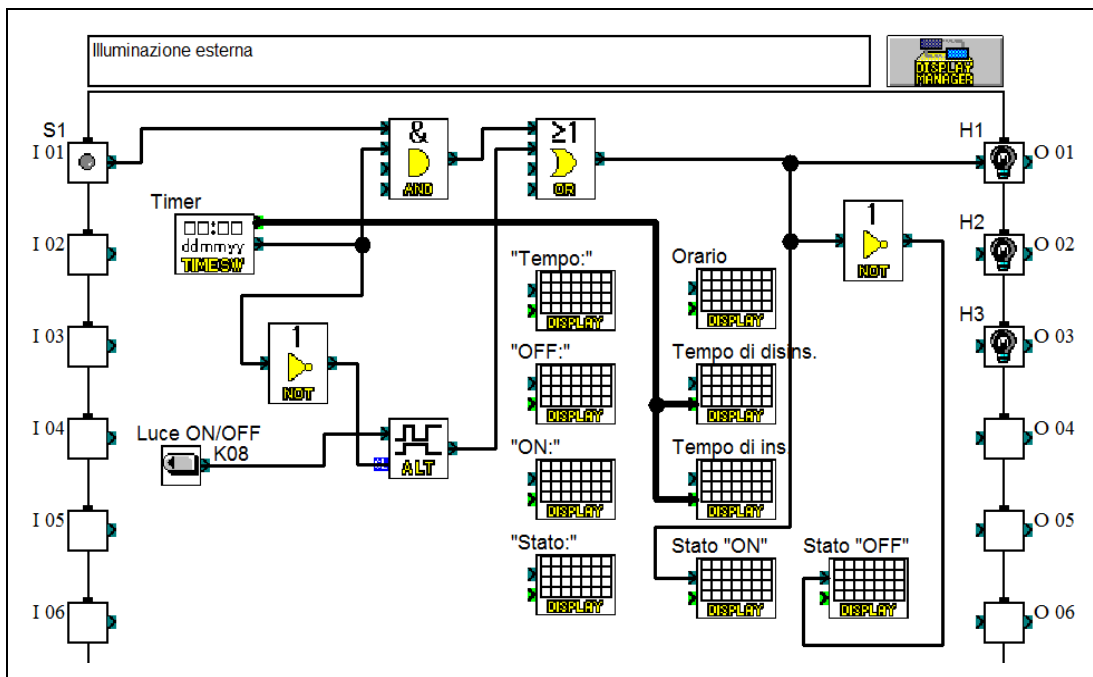 Illuminazione esterna
DISPLAY
MANAGER
S1
I 01
&
AND
≥1
OR
H1
O 01
Timer
00:00
ddmmyy
TIMESW
I 02
1
NOT
H2
O 02
"Tempo:"
DISPLAY
Orario
DISPLAY
I 03
1
NOT
H3
O 03
"OFF:"
DISPLAY
Tempo di disins.
DISPLAY
I 04
Luce ON/OFF
K08
ALT
"ON:"
DISPLAY
Tempo di ins.
DISPLAY
O 04
I 05
"Stato:"
DISPLAY
Stato "ON"
DISPLAY
Stato "OFF"
DISPLAY
O 05
I 06
O 06